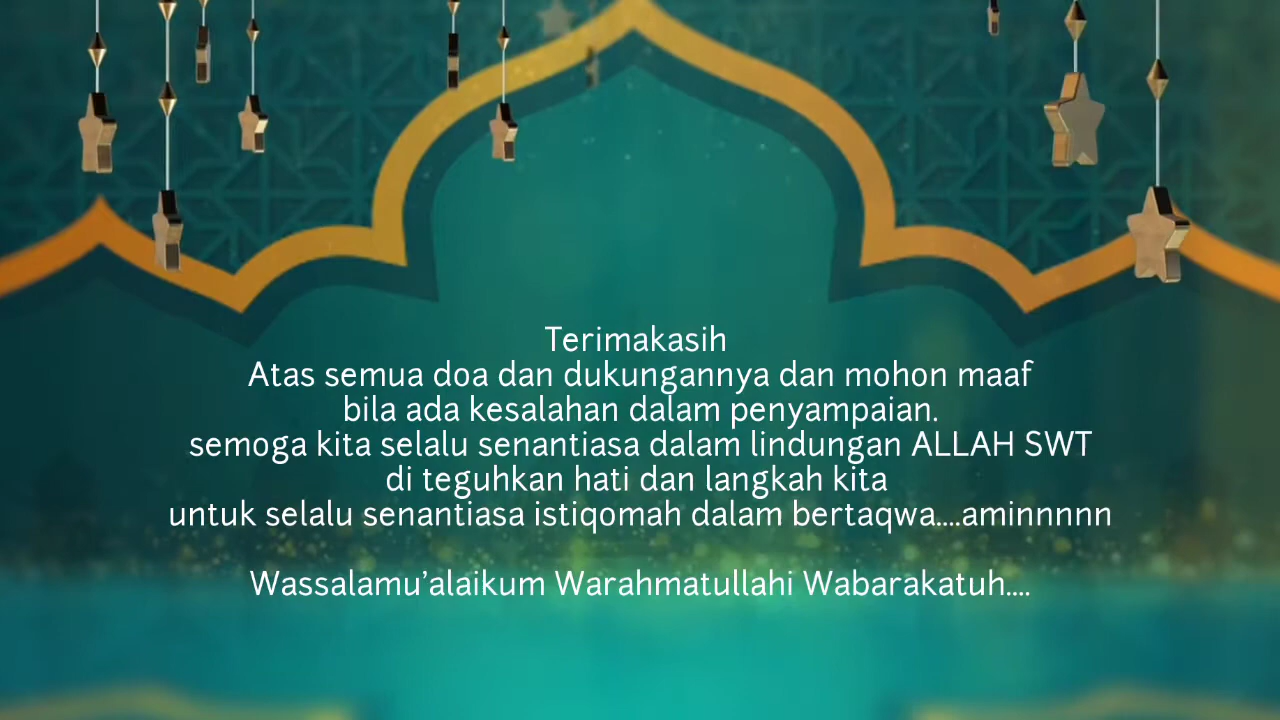 Terimakasih
Atas semua doa dan dukungannya dan mohon maaf
bila ada kesalahan dalam penyampaian.
semoga kita selalu senantiasa dalam lindungan ALLAH SWT
di teguhkan hati dan langkah kita
untuk selalu senantiasa istiqomah dalam bertaqwa....aminnnnn
Wassalamu’alaikum Warahmatullahi Wabarakatuh....